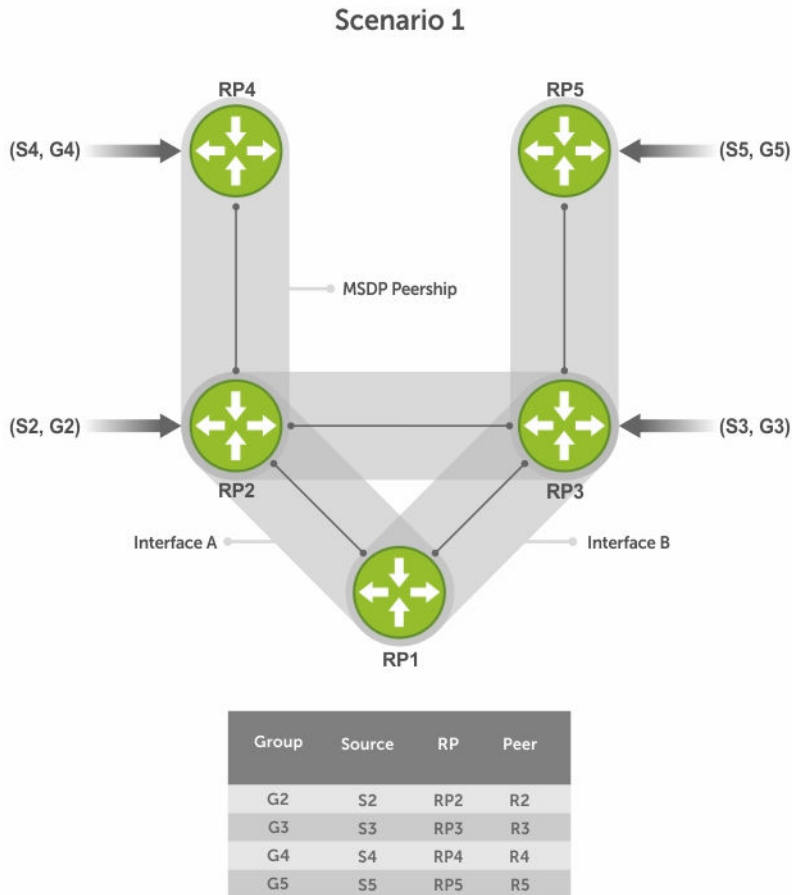 Scenario 1
RP4
RP5
(S4, G4)
(S5, G5)
MSDP Peership
(S2, G2)
(S3, G3)
RP2
RP3
Interface A
Interface B
RP1
Group Source RP Peer
G2 S2 RP2 R2
G3 S3 RP3 R3
G4 S4 RP4 R4
G5 S5 RP5 R5